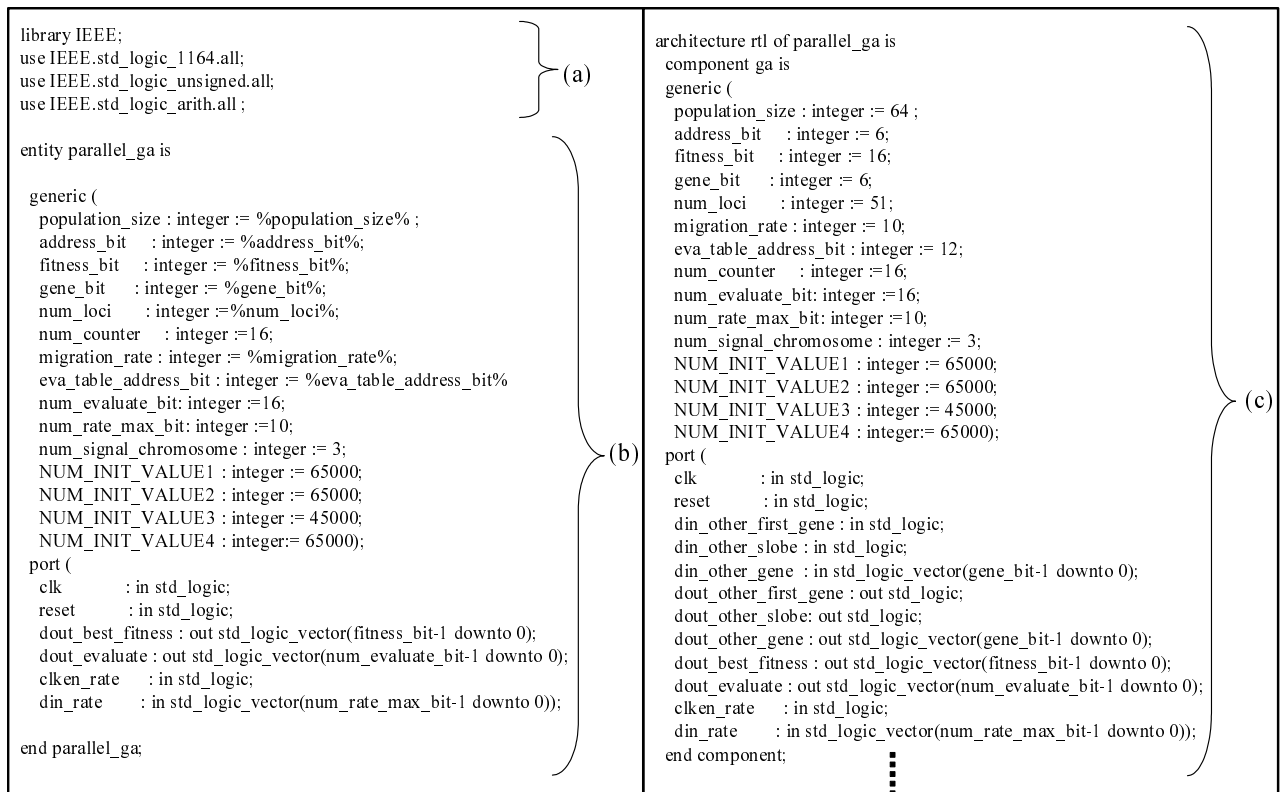 library IEEE;
use IEEE.std_logic_1164.all;
use IEEE.std_logic_unsigned.all;
use IEEE.std_logic_arith.all ;
(a)
entity parallel_ga is
generic (
population_size : integer := %population_size% ;
address_bit : integer := %address_bit%;
fitness_bit : integer := %fitness_bit%;
gene_bit : integer := %gene_bit%;
num_loci : integer :=%num_loci%;
num_counter : integer :=16;
migration_rate : integer := %migration_rate%;
eva_table_address_bit : integer := %eva_table_address_bit%
num_evaluate_bit: integer :=16;
num_rate_max_bit: integer :=10;
num_signal_chromosome : integer := 3;
NUM_INIT_VALUE1 : integer := 65000;
NUM_INIT_VALUE2 : integer := 65000;
NUM_INIT_VALUE3 : integer := 45000;
NUM_INIT_VALUE4 : integer:= 65000);
port (
clk : in std_logic;
reset : in std_logic;
dout_best_fitness : out std_logic_vector(fitness_bit-1 downto 0);
dout_evaluate : out std_logic_vector(num_evaluate_bit-1 downto 0);
clken_rate : in std_logic;
din_rate : in std_logic_vector(num_rate_max_bit-1 downto 0));
end parallel_ga;
(b)
architecture rtl of parallel_ga is
component ga is
generic (
population_size : integer := 64 ;
address_bit : integer := 6;
fitness_bit : integer := 16;
gene_bit : integer := 6;
num_loci : integer := 51;
migration_rate : integer := 10;
eva_table_address_bit : integer := 12;
num_counter : integer :=16;
num_evaluate_bit: integer :=16;
num_rate_max_bit: integer :=10;
num_signal_chromosome : integer := 3;
NUM_INIT_VALUE1 : integer := 65000;
NUM_INIT_VALUE2 : integer := 65000;
NUM_INIT_VALUE3 : integer := 45000;
NUM_INIT_VALUE4 : integer:= 65000);
port (
clk : in std_logic;
reset : in std_logic;
din_other_first_gene : in std_logic;
din_other_slobe : in std_logic;
din_other_gene : in std_logic_vector(gene_bit-1 downto 0);
dout_other_first_gene : out std_logic;
dout_other_slobe: out std_logic;
dout_other_gene : out std_logic_vector(gene_bit-1 downto 0);
dout_best_fitness : out std_logic_vector(fitness_bit-1 downto 0);
dout_evaluate : out std_logic_vector(num_evaluate_bit-1 downto 0);
clken_rate : in std_logic;
din_rate : in std_logic_vector(num_rate_max_bit-1 downto 0));
end component;
(c)